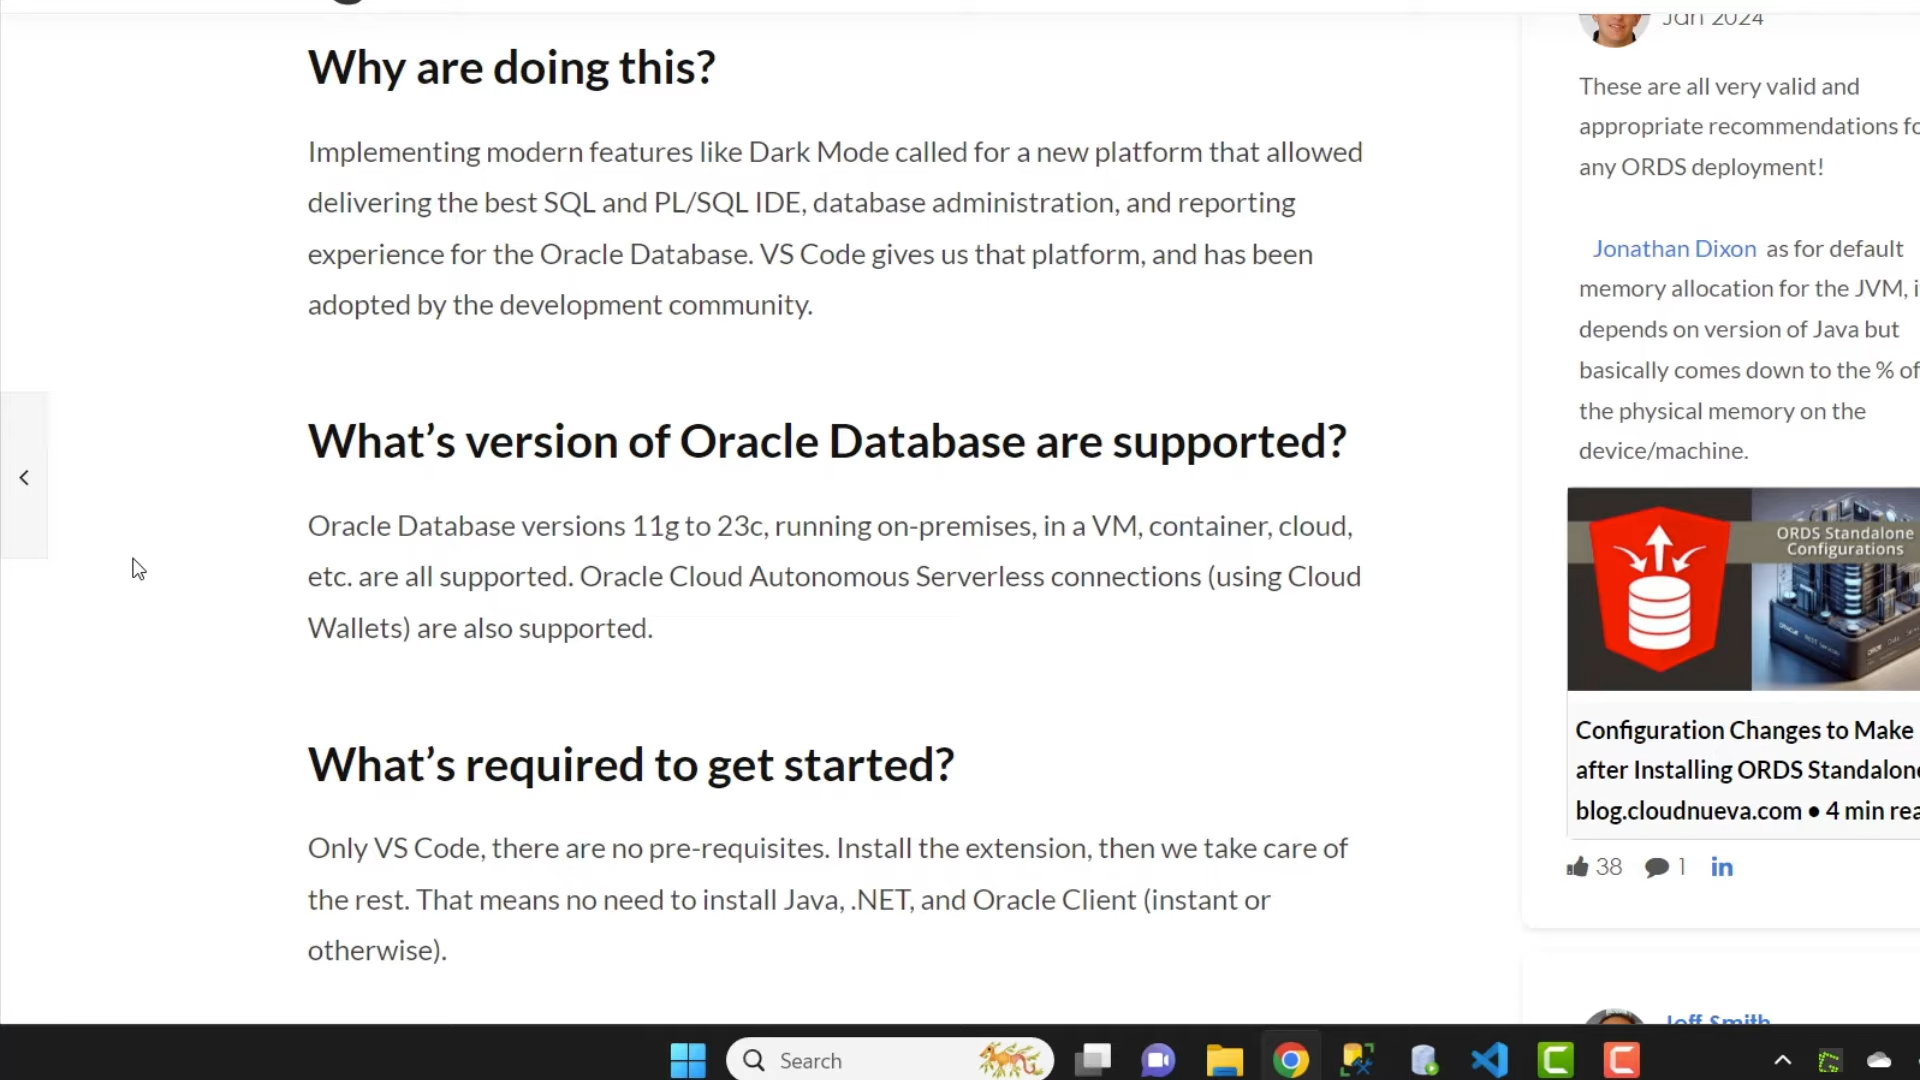 Why are doing this?
Implementing modern features like Dark Mode called for a new platform that allowed
delivering the best SQL and PL/SQL IDE, database administration, and reporting
experience for the Oracle Database. VS Code gives us that platform, and has been
adopted by the development community.
What’s version of Oracle Database are supported?
Oracle Database versions 11g to 23c, running on-premises, in a VM, container, cloud,
etc. are all supported. Oracle Cloud Autonomous Serverless connections (using Cloud
Wallets) are also supported.
What’s required to get started?
Only VS Code, there are no pre-requisites. Install the extension, then we take care of
the rest. That means no need to install Java, .NET, and Oracle Client (instant or
otherwise).
Jan 2024
These are all very valid and
appropriate recommendations
any ORDS deployment!
Jonathan Dixon as for default
memory allocation for the JVM,
depends on version of Java but
basically comes down to the % of
the physical memory on the
device/machine.
ORDS Standalone
Configurations
Configuration Changes to Make
after Installing ORDS Standalone
blog.cloudnueva.com • 4 min
38 1 in
Jeff Smith
Search